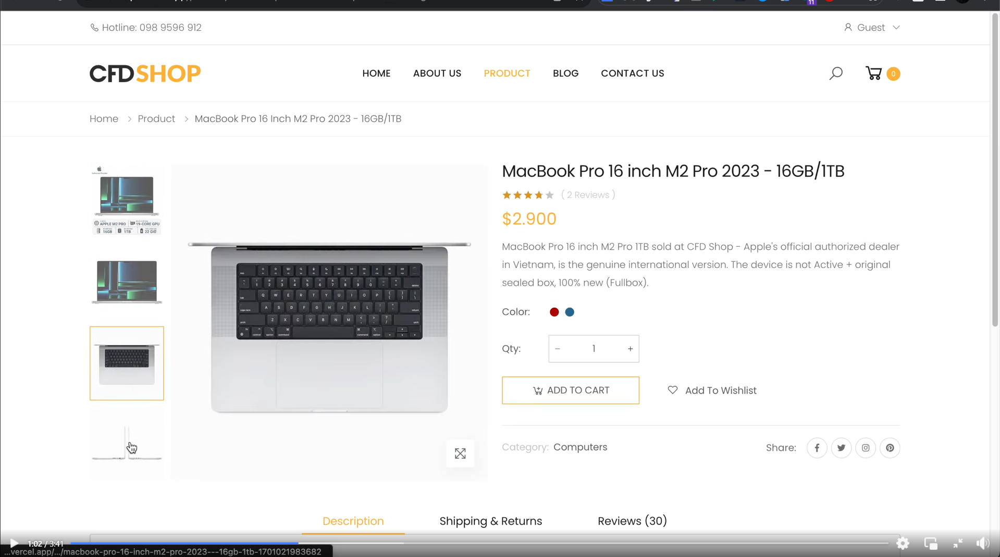 11
Hotline: 098 9596 912
Guest
CFDSHOP
HOME
ABOUT US
PRODUCT
BLOG
CONTACT US
0
Home > Product > MacBook Pro 16 Inch M2 Pro 2023 - 16GB/1TB
APPLE M2 PRO
19-CORE GPU
16GB
1TB
22 GIỜ
MacBook Pro 16 inch M2 Pro 2023 - 16GB/1TB
( 2 Reviews )
$2.900
MacBook Pro 16 inch M2 Pro 1TB sold at CFD Shop - Apple's official authorized dealer
in Vietnam, is the genuine international version. The device is not Active + original
sealed box, 100% new (Fullbox).
Color:
Qty:
− 1 +
ADD TO CART
Add To Wishlist
Category: Computers
Share:
Description
Shipping & Returns
Reviews (30)
1:02 / 3:41
...vercel.app/.../macbook-pro-16-inch-m2-pro-2023---16gb-1tb-1701021983682